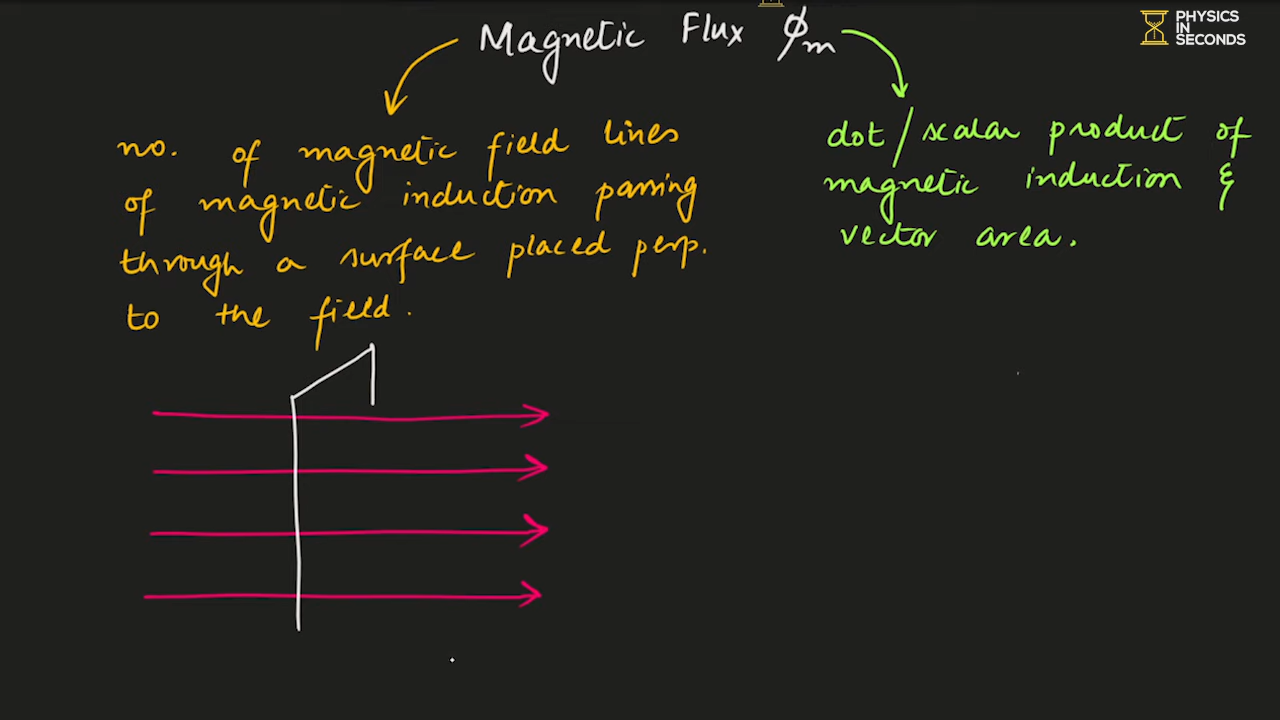 Magnetic Flux ϕm
PHYSICS
IN
SECONDS
no. of magnetic field lines
of magnetic induction passing
through a surface placed perp.
to the field.
dot/scalar product of
magnetic induction &
vector area.